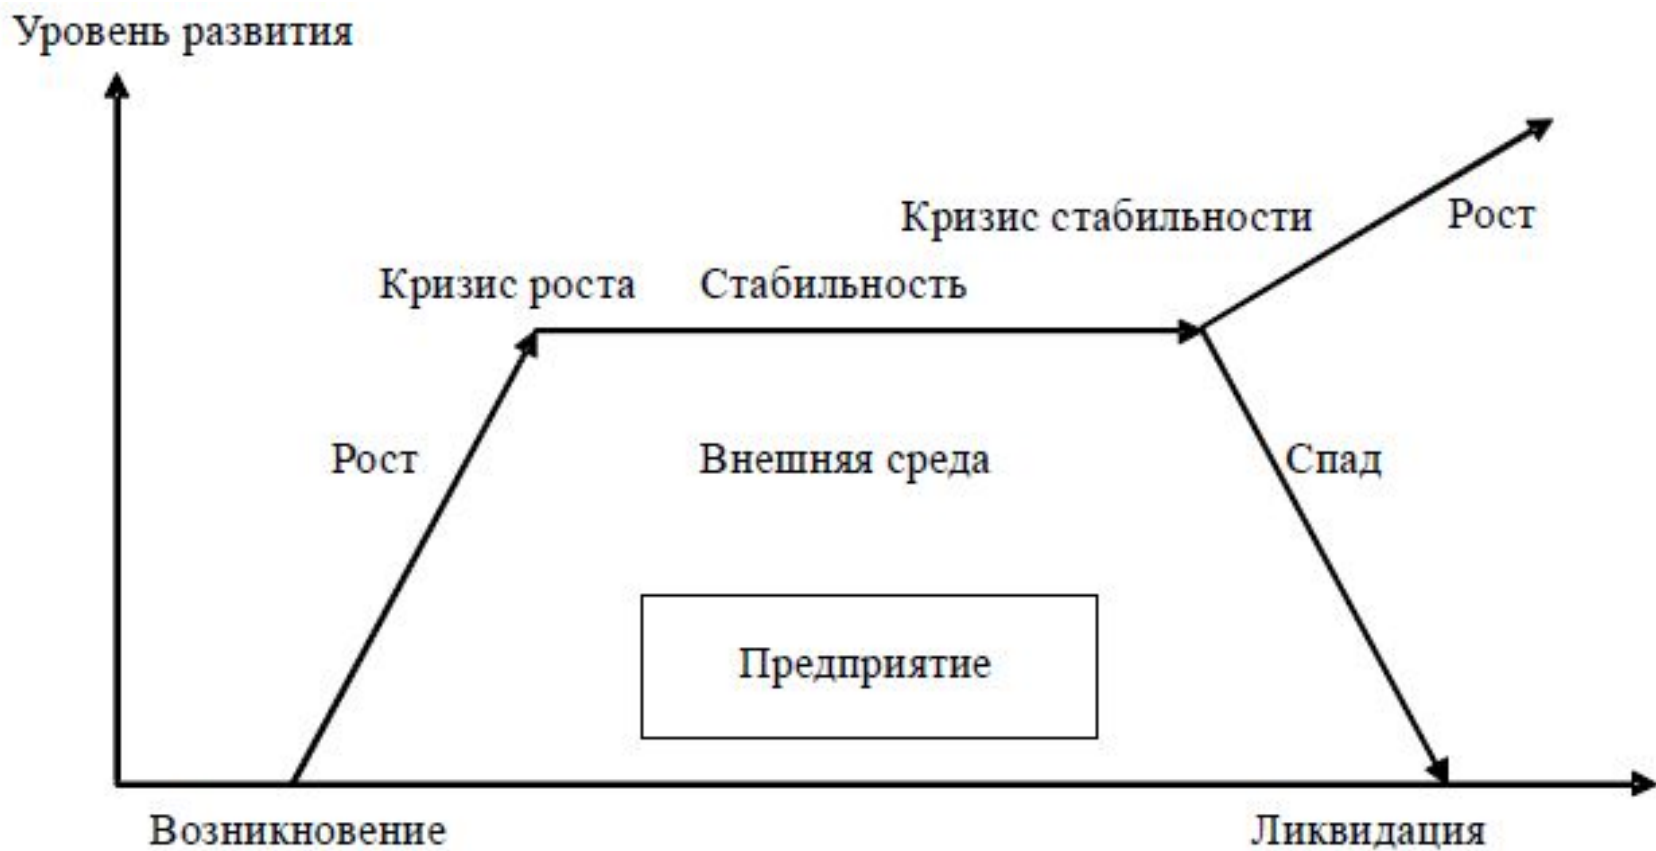 Уровень развития
Кризис стабильности
Рост
Кризис роста
Стабильность
Рост
Внешняя среда
Спад
Предприятие
Возникновение
Ликвидация